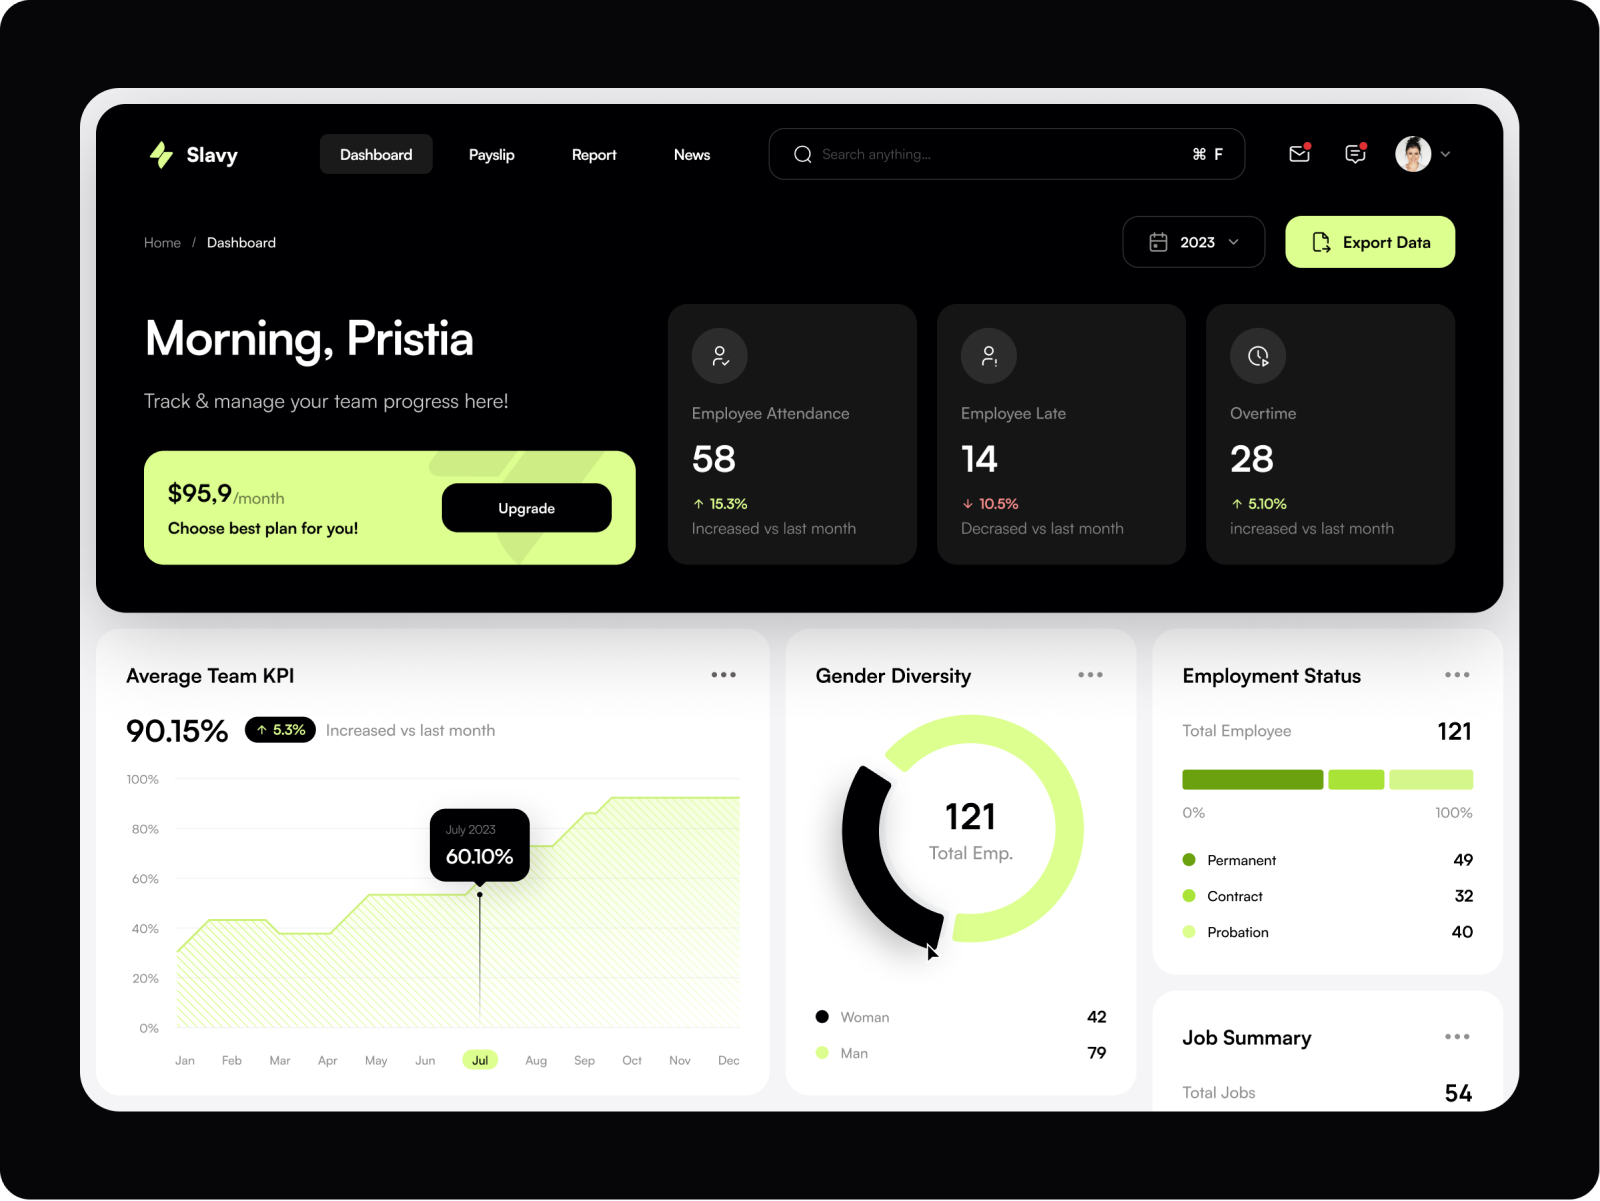 Slavy
Dashboard
Payslip
Report
News
Search anything...
⌘ F
Home / Dashboard
2023
Export Data
Morning, Pristia
Track & manage your team progress here!
$95,9/month
Choose best plan for you!
Upgrade
Employee Attendance
58
↑ 15.3%
Increased vs last month
Employee Late
14
↓ 10.5%
Decrased vs last month
Overtime
28
↑ 5.10%
increased vs last month
Average Team KPI
90.15%
↑ 5.3%
Increased vs last month
100%
80%
60%
40%
20%
0%
July 2023
60.10%
Jan Feb Mar Apr May Jun Jul Aug Sep Oct Nov Dec
Gender Diversity
121
Total Emp.
Woman 42
Man 79
Employment Status
Total Employee 121
0% 100%
Permanent 49
Contract 32
Probation 40
Job Summary
Total Jobs 54